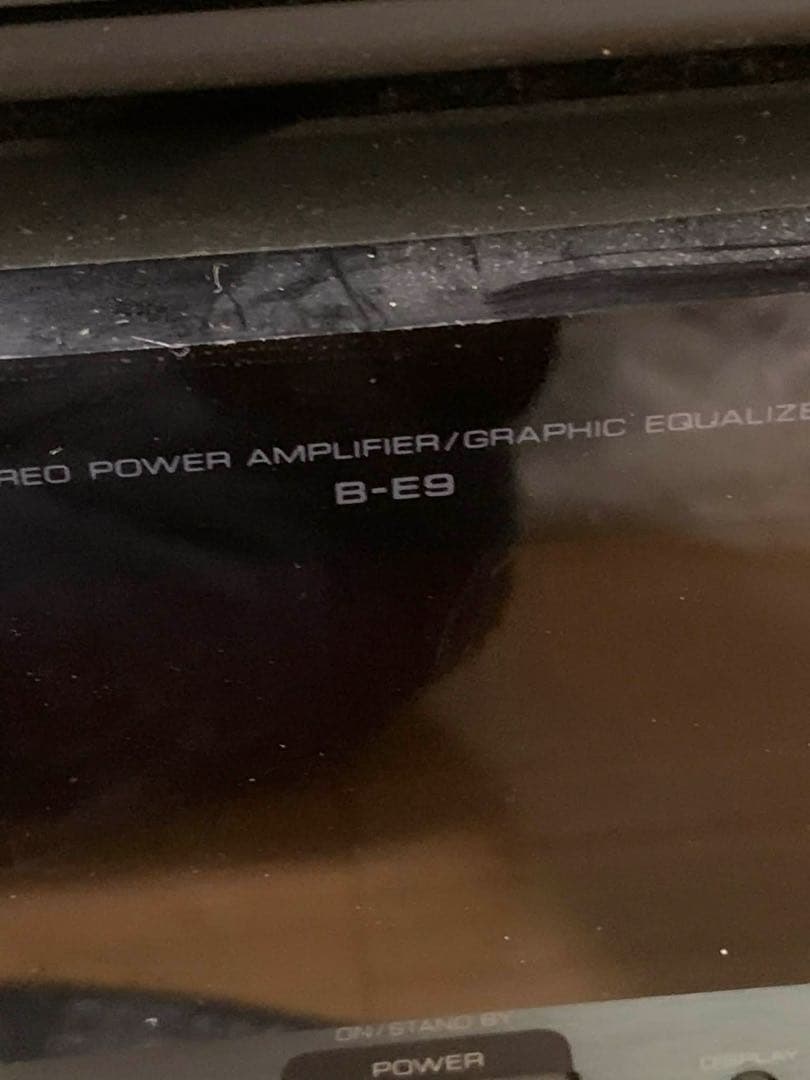 REO POWER AMPLIFIER/GRAPHIC EQUALIZE
B-E9
ON/STAND BY
POWER
DISPLAY